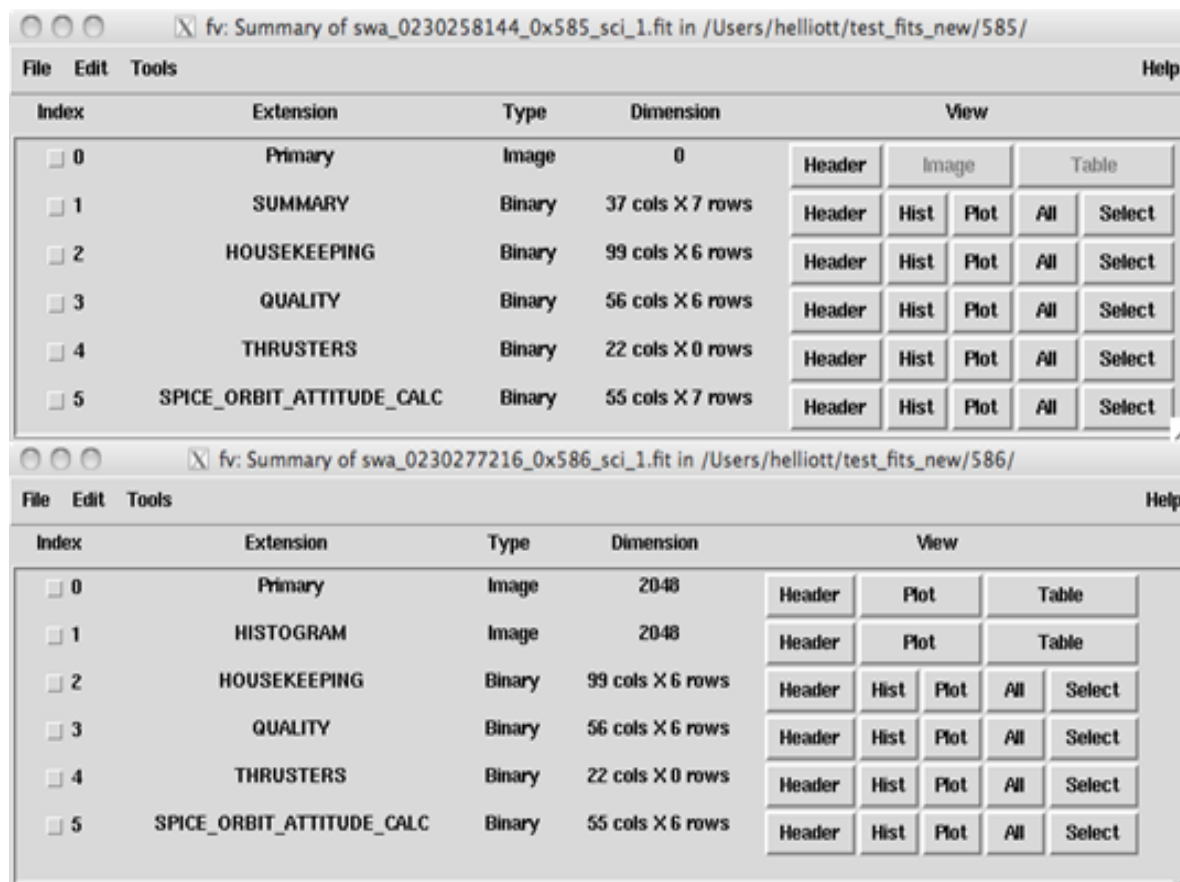 X fv: Summary of swa_0230258144_0x585_sci_1.fit in /Users/helliott/test_fits_new/585/
File Edit Tools Help
Index Extension Type Dimension View
0 Primary Image 0 Header Image Table
1 SUMMARY Binary 37 cols X 7 rows Header Hist Plot All Select
2 HOUSEKEEPING Binary 99 cols X 6 rows Header Hist Plot All Select
3 QUALITY Binary 56 cols X 6 rows Header Hist Plot All Select
4 THRUSTERS Binary 22 cols X 0 rows Header Hist Plot All Select
5 SPICE_ORBIT_ATTITUDE_CALC Binary 55 cols X 7 rows Header Hist Plot All Select
X fv: Summary of swa_0230277216_0x586_sci_1.fit in /Users/helliott/test_fits_new/586/
File Edit Tools Help
Index Extension Type Dimension View
0 Primary Image 2048 Header Plot Table
1 HISTOGRAM Image 2048 Header Plot Table
2 HOUSEKEEPING Binary 99 cols X 6 rows Header Hist Plot All Select
3 QUALITY Binary 56 cols X 6 rows Header Hist Plot All Select
4 THRUSTERS Binary 22 cols X 0 rows Header Hist Plot All Select
5 SPICE_ORBIT_ATTITUDE_CALC Binary 55 cols X 6 rows Header Hist Plot All Select